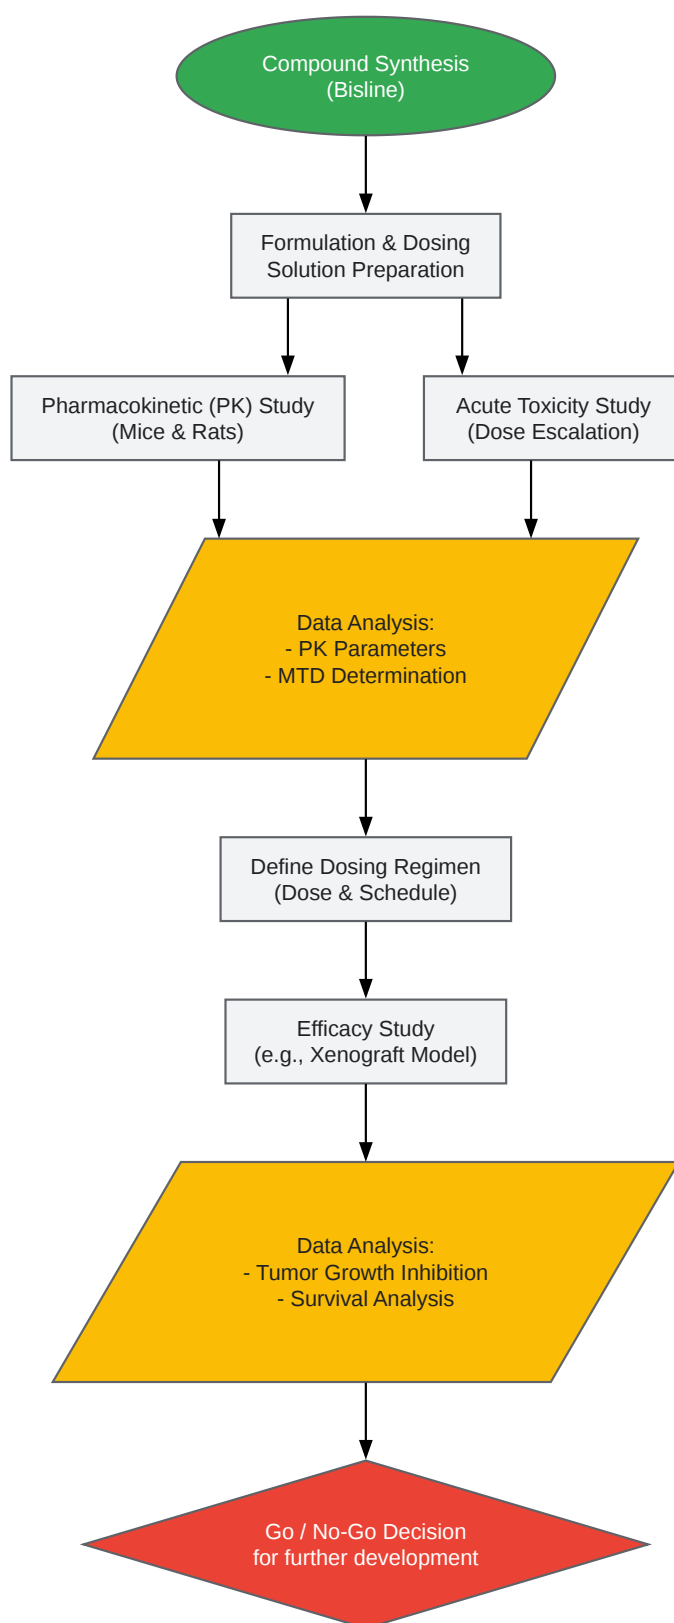 Compound Synthesis
(Bisline)
Formulation & Dosing
Solution Preparation
Pharmacokinetic (PK) Study
(Mice & Rats)
Acute Toxicity Study
(Dose Escalation)
Data Analysis:
- PK Parameters
- MTD Determination
Define Dosing Regimen
(Dose & Schedule)
Efficacy Study
(e.g., Xenograft Model)
Data Analysis:
- Tumor Growth Inhibition
- Survival Analysis
Go / No-Go Decision
for further development